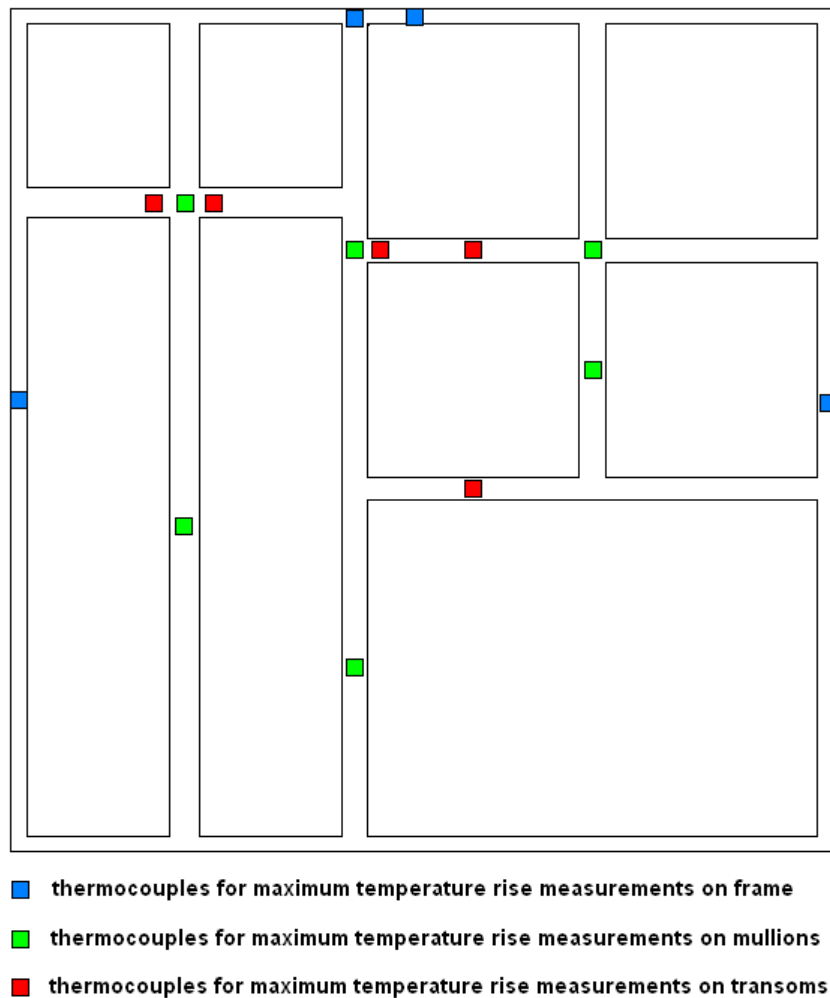 thermocouples for maximum temperature rise measurements on frame
thermocouples for maximum temperature rise measurements on mullions
thermocouples for maximum temperature rise measurements on transoms